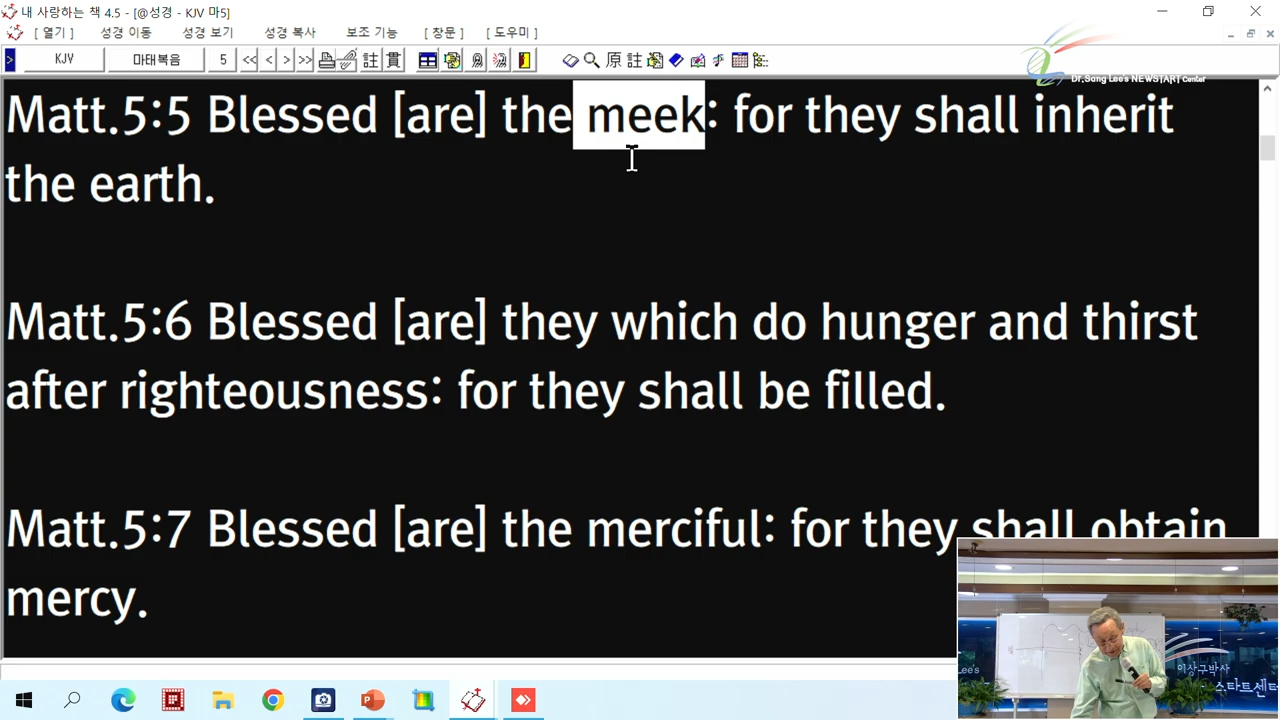 내 사랑하는 책 4.5 - [@성경 - KJV 마5]
[ 열기 ] 성경 이동 성경 보기 성경 복사 보조 기능 [ 창문 ] [ 도우미 ]
KJV 마태복음 5 << < > >> 註 貫 原 註
Dr.Sang Lee's NEWSTART Center
Matt.5:5 Blessed [are] the meek: for they shall inherit
the earth.
Matt.5:6 Blessed [are] they which do hunger and thirst
after righteousness: for they shall be filled.
Matt.5:7 Blessed [are] the merciful: for they shall obtain
mercy.
Lee's
이상구박사
스타트센터